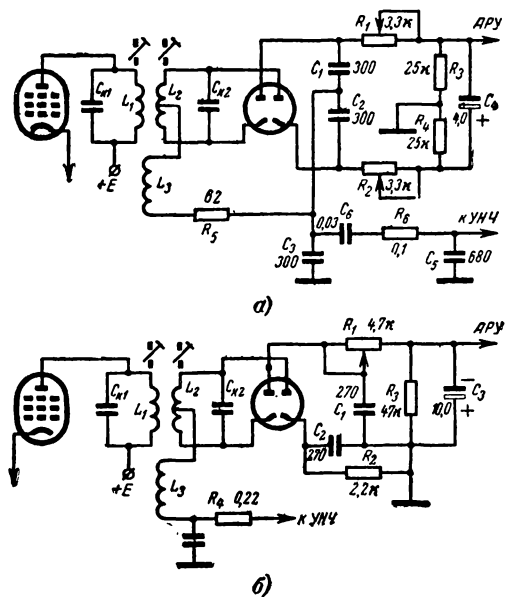 R1 3,3к АРУ
C1 300
25к R3
Cк1 L1 L2 Cк2
C2 300
R4 25к
4,0 +
+E
R2 3,3к
L3
82
R5
C6 0,03
R6 0,1
к УНЧ
C3 300
C5 680
а)
R1 4,7к АРУ
Cк1 L1 L2 Cк2
270 C1
R3 47к
− C3 10,0 +
C2 270
R2 2,2к
+E
L3
R4 0,22
к УНЧ
б)